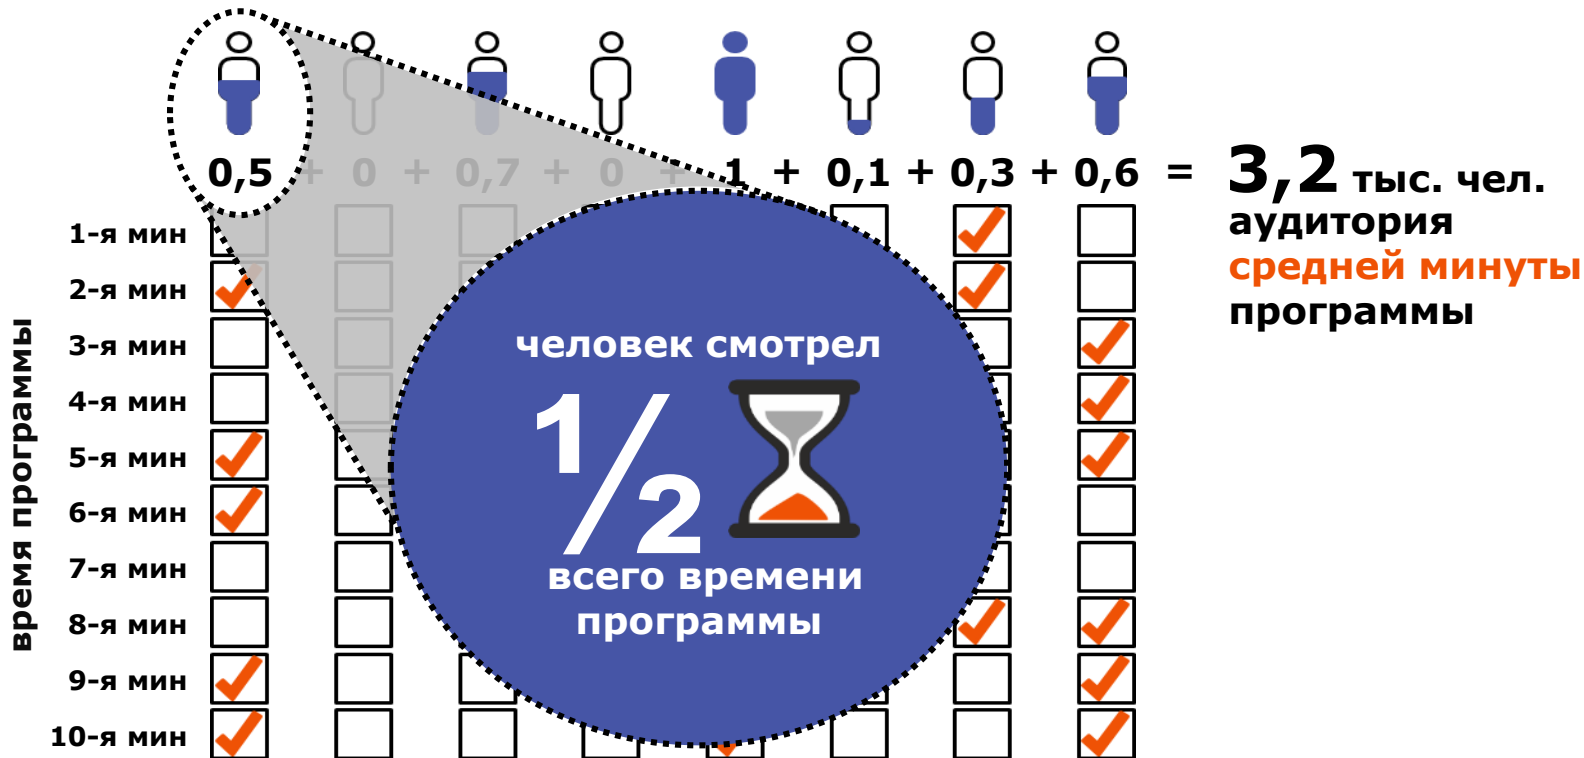 0,5 + 0 + 0,7 + 0 + 1 + 0,1 + 0,3 + 0,6 = 3,2 тыс. чел.
аудитория
средней минуты
программы
время программы
1-я мин
2-я мин
3-я мин
4-я мин
5-я мин
6-я мин
7-я мин
8-я мин
9-я мин
10-я мин
человек смотрел
1/2
всего времени
программы